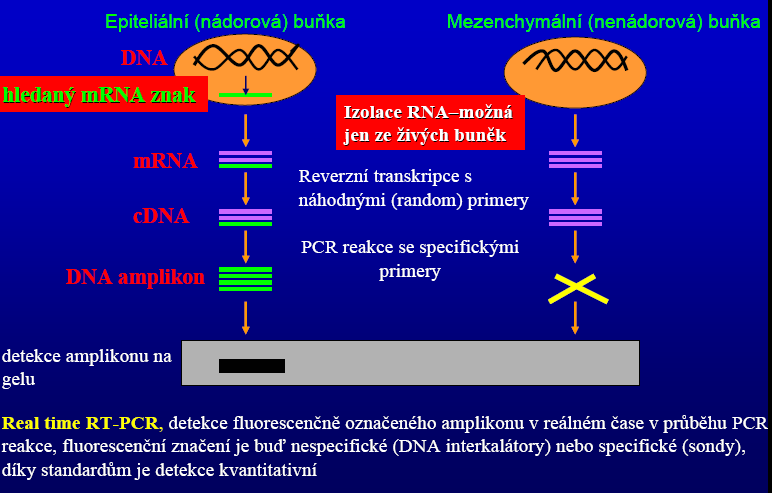 Epiteliální (nádorová) buňka
Mezenchymální (nenádorová) buňka
DNA
hledaný mRNA znak
Izolace RNA–možná
jen ze živých buněk
mRNA
Reverzní transkripce s
náhodnými (random) primery
cDNA
PCR reakce se specifickými
primery
DNA amplikon
detekce amplikonu na
gelu
Real time RT-PCR, detekce fluorescenčně označeného amplikonu v reálném čase v průběhu PCR
reakce, fluorescenční značení je buď nespecifické (DNA interkalátory) nebo specifické (sondy),
díky standardům je detekce kvantitativní